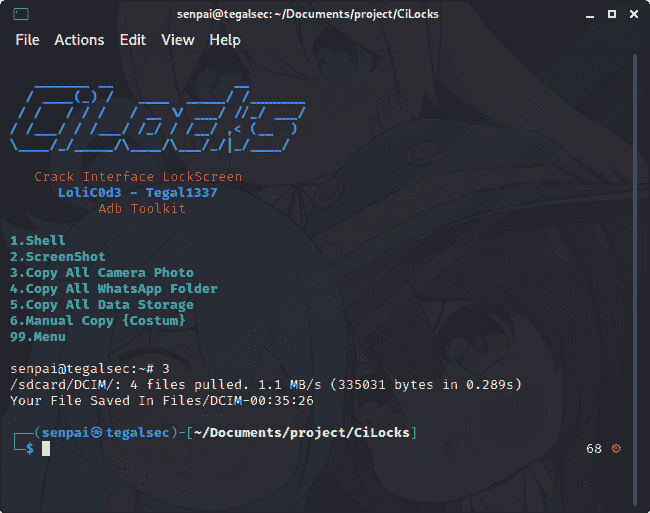 senpai@tegalsec: ~/Documents/project/CiLocks
File Actions Edit View Help
CiLocks
Crack Interface LockScreen
LoliC0d3 - Tegal1337
Adb Toolkit
1.Shell
2.ScreenShot
3.Copy All Camera Photo
4.Copy All WhatsApp Folder
5.Copy All Data Storage
6.Manual Copy {Costum}
99.Menu
senpai@tegalsec:~# 3
/sdcard/DCIM/: 4 files pulled. 1.1 MB/s (335031 bytes in 0.289s)
Your File Saved In Files/DCIM-00:35:26
┌──(senpai㉿tegalsec)-[~/Documents/project/CiLocks]
└─$
68 ⚙